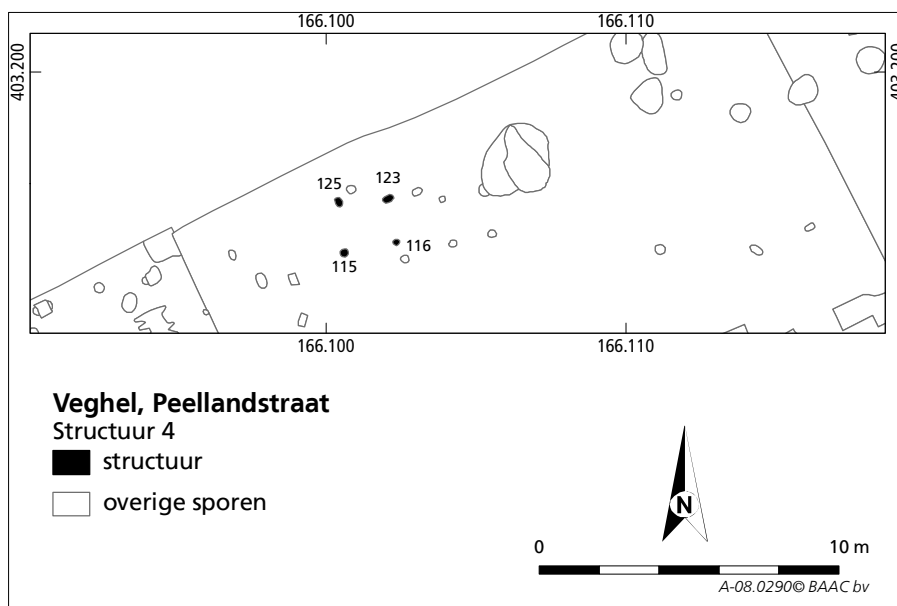 166.100 166.110
403.200 403.200
125 123
115 116
166.100 166.110
Veghel, Peellandstraat
Structuur 4
structuur
overige sporen
N
0 10 m
A-08.0290© BAAC bv